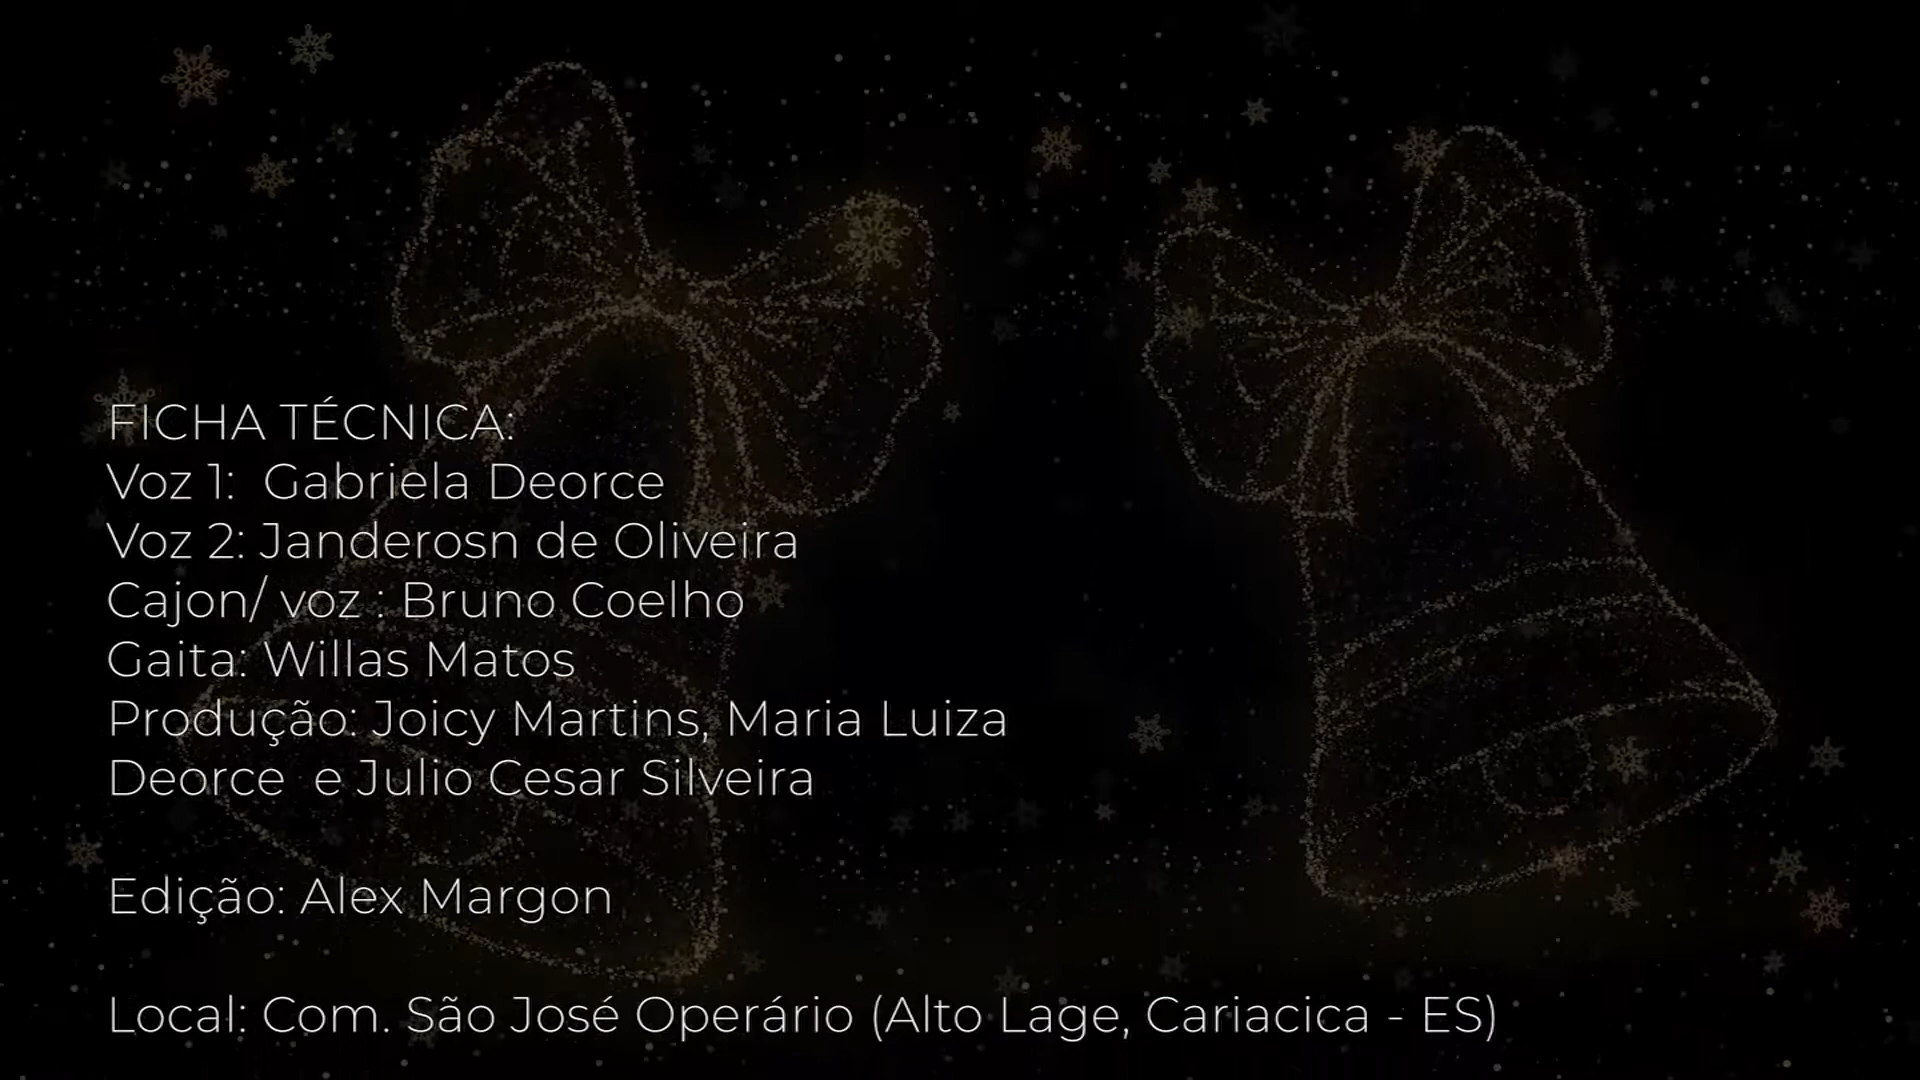 FICHA TÉCNICA:
Voz 1:  Gabriela Deorce
Voz 2: Janderosn de Oliveira
Cajon/ voz : Bruno Coelho
Gaita: Willas Matos
Produção: Joicy Martins, Maria Luiza
Deorce  e Julio Cesar Silveira
Edição: Alex Margon
Local: Com. São José Operário (Alto Lage, Cariacica - ES)